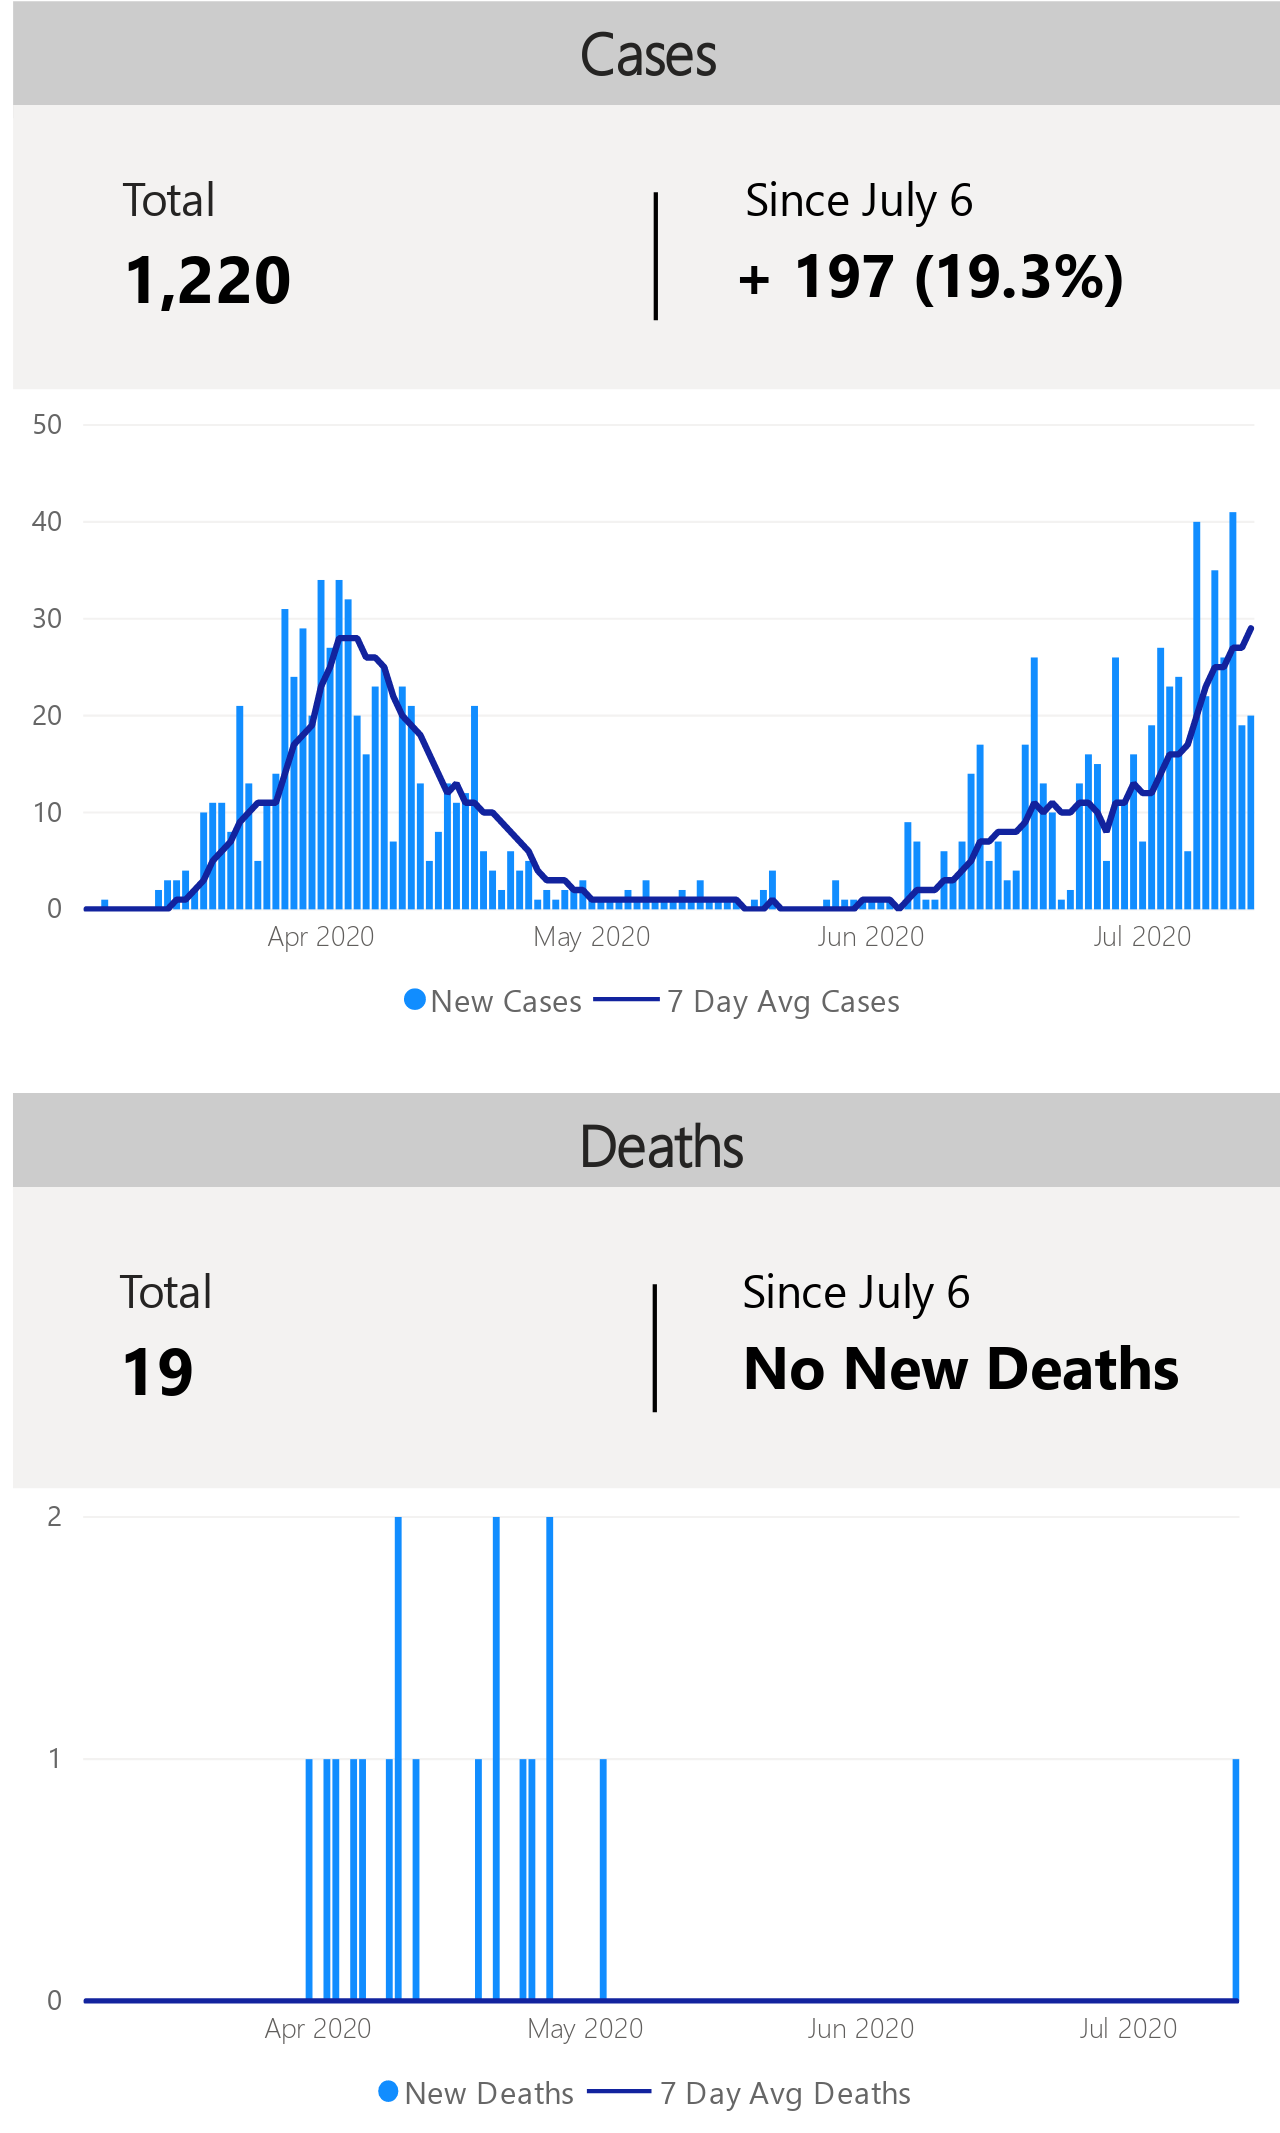 Cases
Total
Since July 6
1,220
+ 197 (19.3%)
50
40
30
20
10
0
Apr 2020
May 2020
Jun 2020
Jul 2020
New Cases
7 Day Avg Cases
Deaths
Total
Since July 6
19
No New Deaths
2
1
0
Apr 2020
May 2020
Jun 2020
Jul 2020
New Deaths
7 Day Avg Deaths